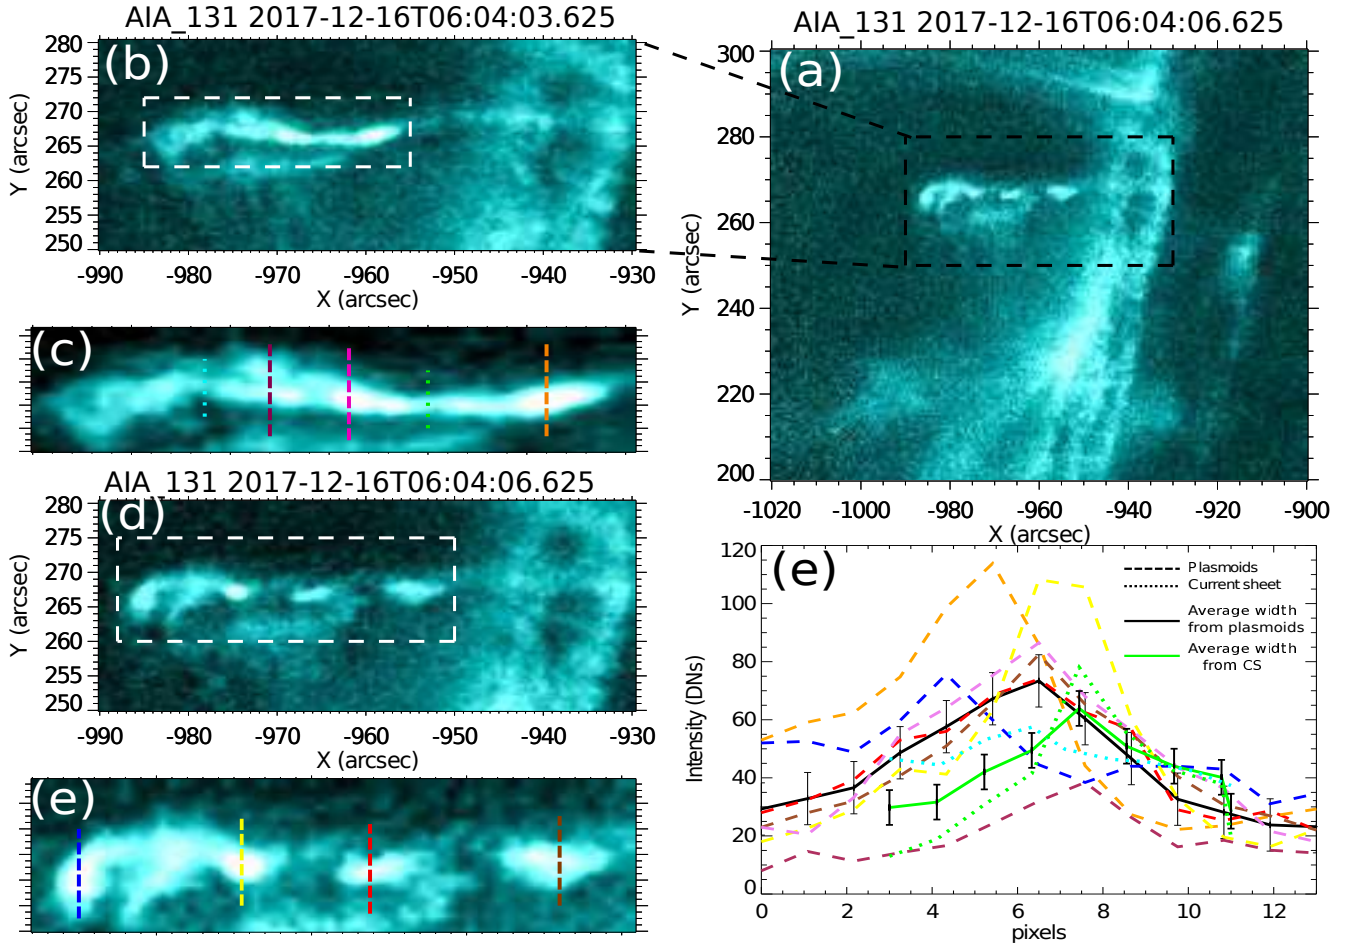 AIA_131 2017-12-16T06:04:03.625
(b)
280
275
270
265
260
255
250
Y (arcsec)
-990 -980 -970 -960 -950 -940 -930
X (arcsec)
AIA_131 2017-12-16T06:04:06.625
(a)
300
280
260
240
220
200
Y (arcsec)
-1020 -1000 -980 -960 -940 -920 -900
X (arcsec)
(c)
AIA_131 2017-12-16T06:04:06.625
(d)
280
275
270
265
260
255
250
Y (arcsec)
-990 -980 -970 -960 -950 -940 -930
X (arcsec)
(e)
(e)
Plasmoids
Current sheet
Average width
from plasmoids
Average width
from CS
120
100
80
60
40
20
0
Intensity (DNs)
0 2 4 6 8 10 12
pixels